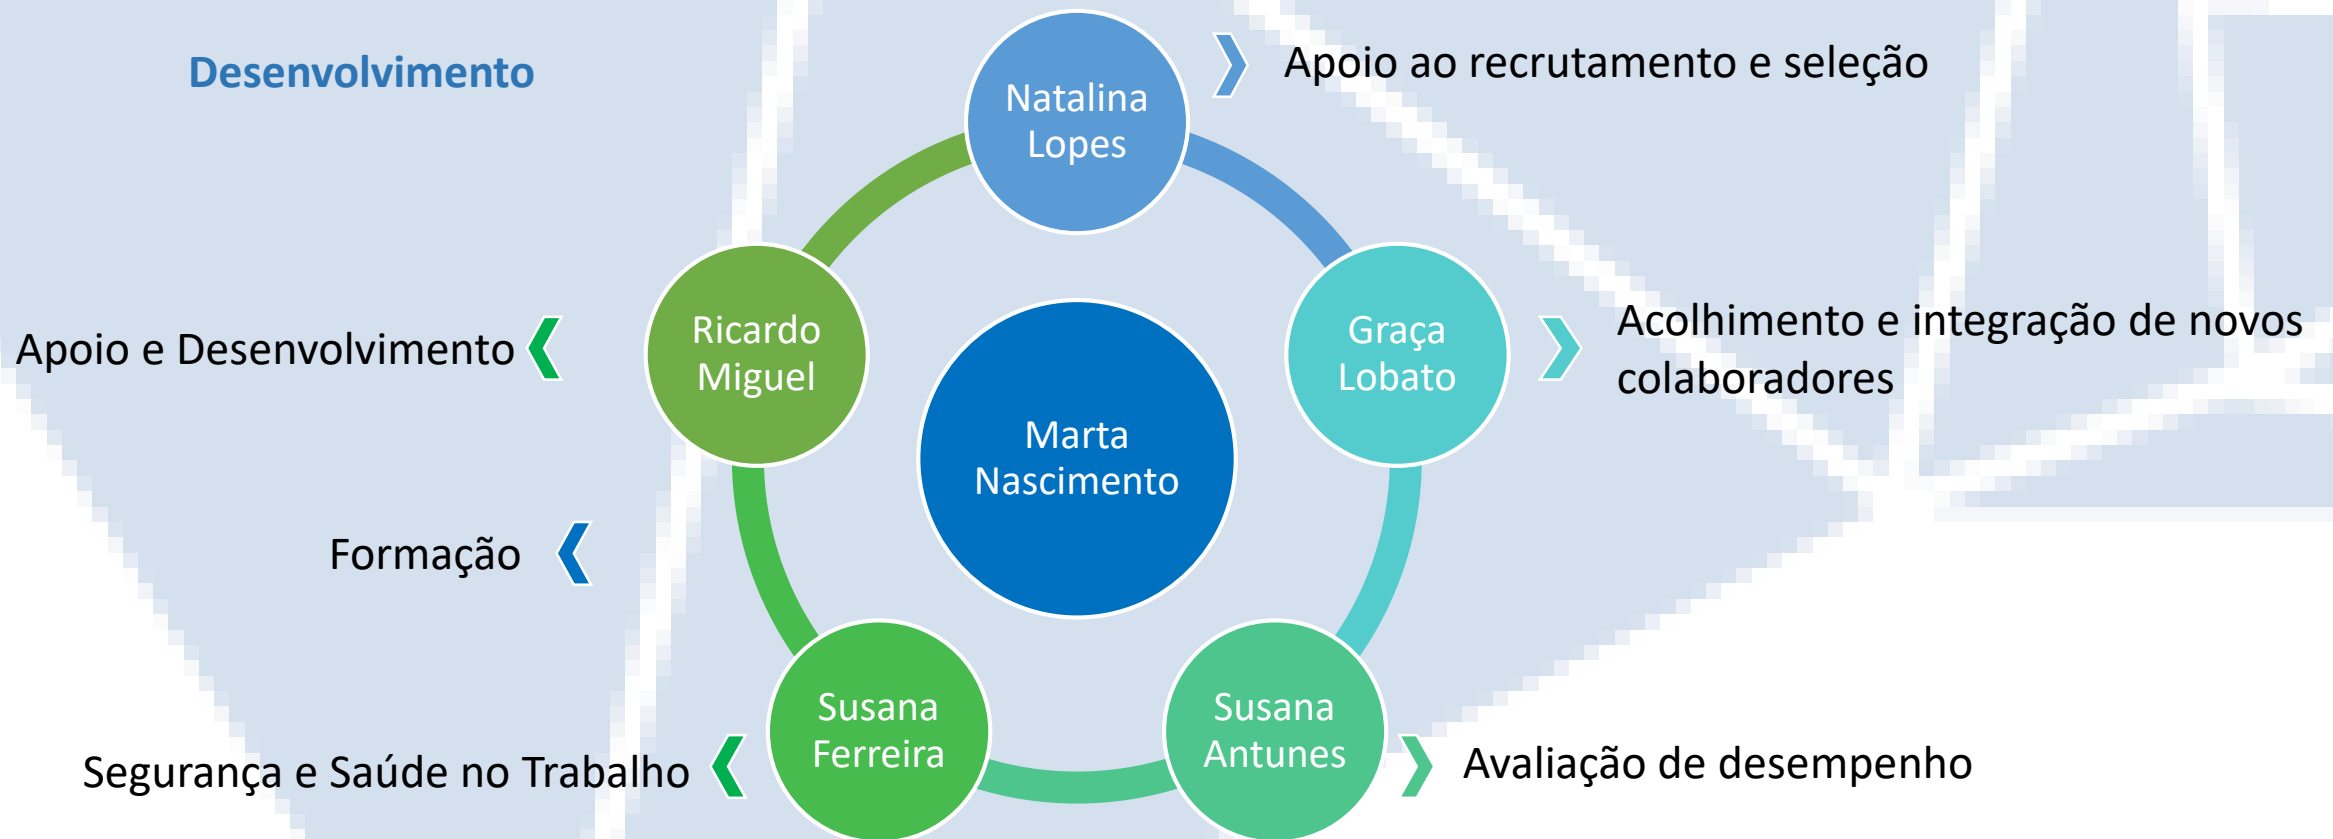 Desenvolvimento
Natalina
Lopes
Apoio ao recrutamento e seleção
Ricardo
Miguel
Apoio e Desenvolvimento
Graça
Lobato
Acolhimento e integração de novos
colaboradores
Marta
Nascimento
Formação
Susana
Ferreira
Segurança e Saúde no Trabalho
Susana
Antunes
Avaliação de desempenho